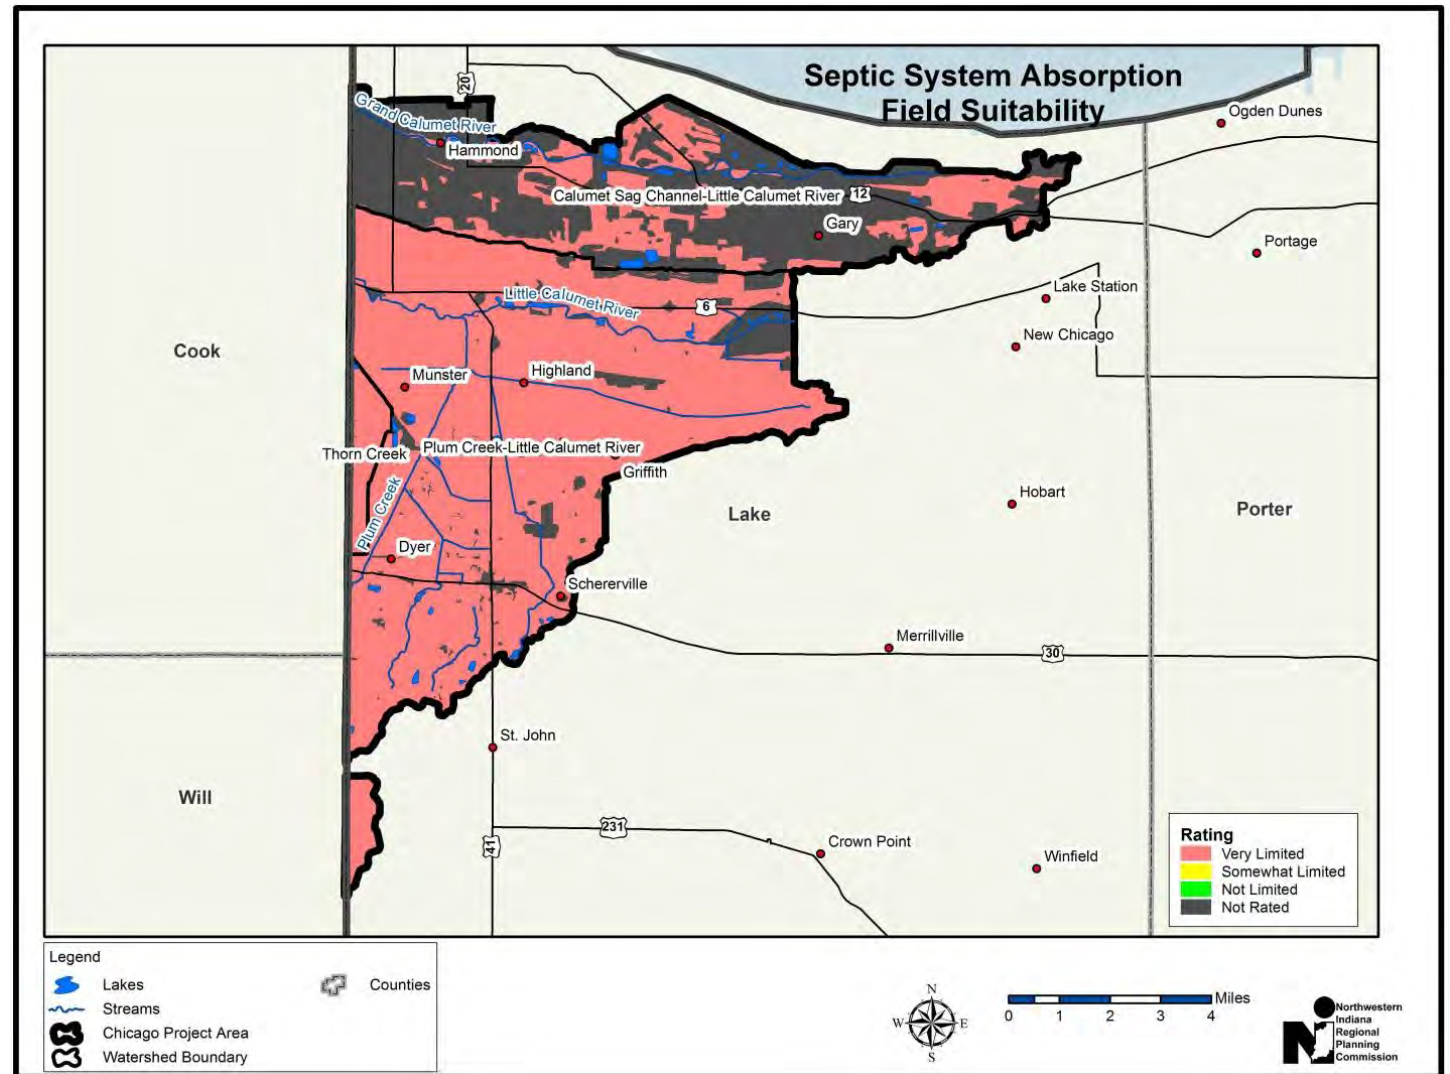 Septic System Absorption
Field Suitability
20
Grand Calumet River
Hammond
Ogden Dunes
Calumet Sag Channel-Little Calumet River
12
Gary
Portage
Lake Station
Little Calumet River
6
New Chicago
Cook
Munster
Highland
Thorn Creek
Plum Creek-Little Calumet River
Griffith
Plum Creek
Hobart
Lake
Porter
Dyer
Schererville
Merrillville
30
St. John
Will
231
41
Crown Point
Winfield
Rating
Very Limited
Somewhat Limited
Not Limited
Not Rated
Legend
Lakes
Counties
Streams
Chicago Project Area
Watershed Boundary
N
W
E
S
Miles
0 1 2 3 4
Northwestern
Indiana
Regional
Planning
Commission